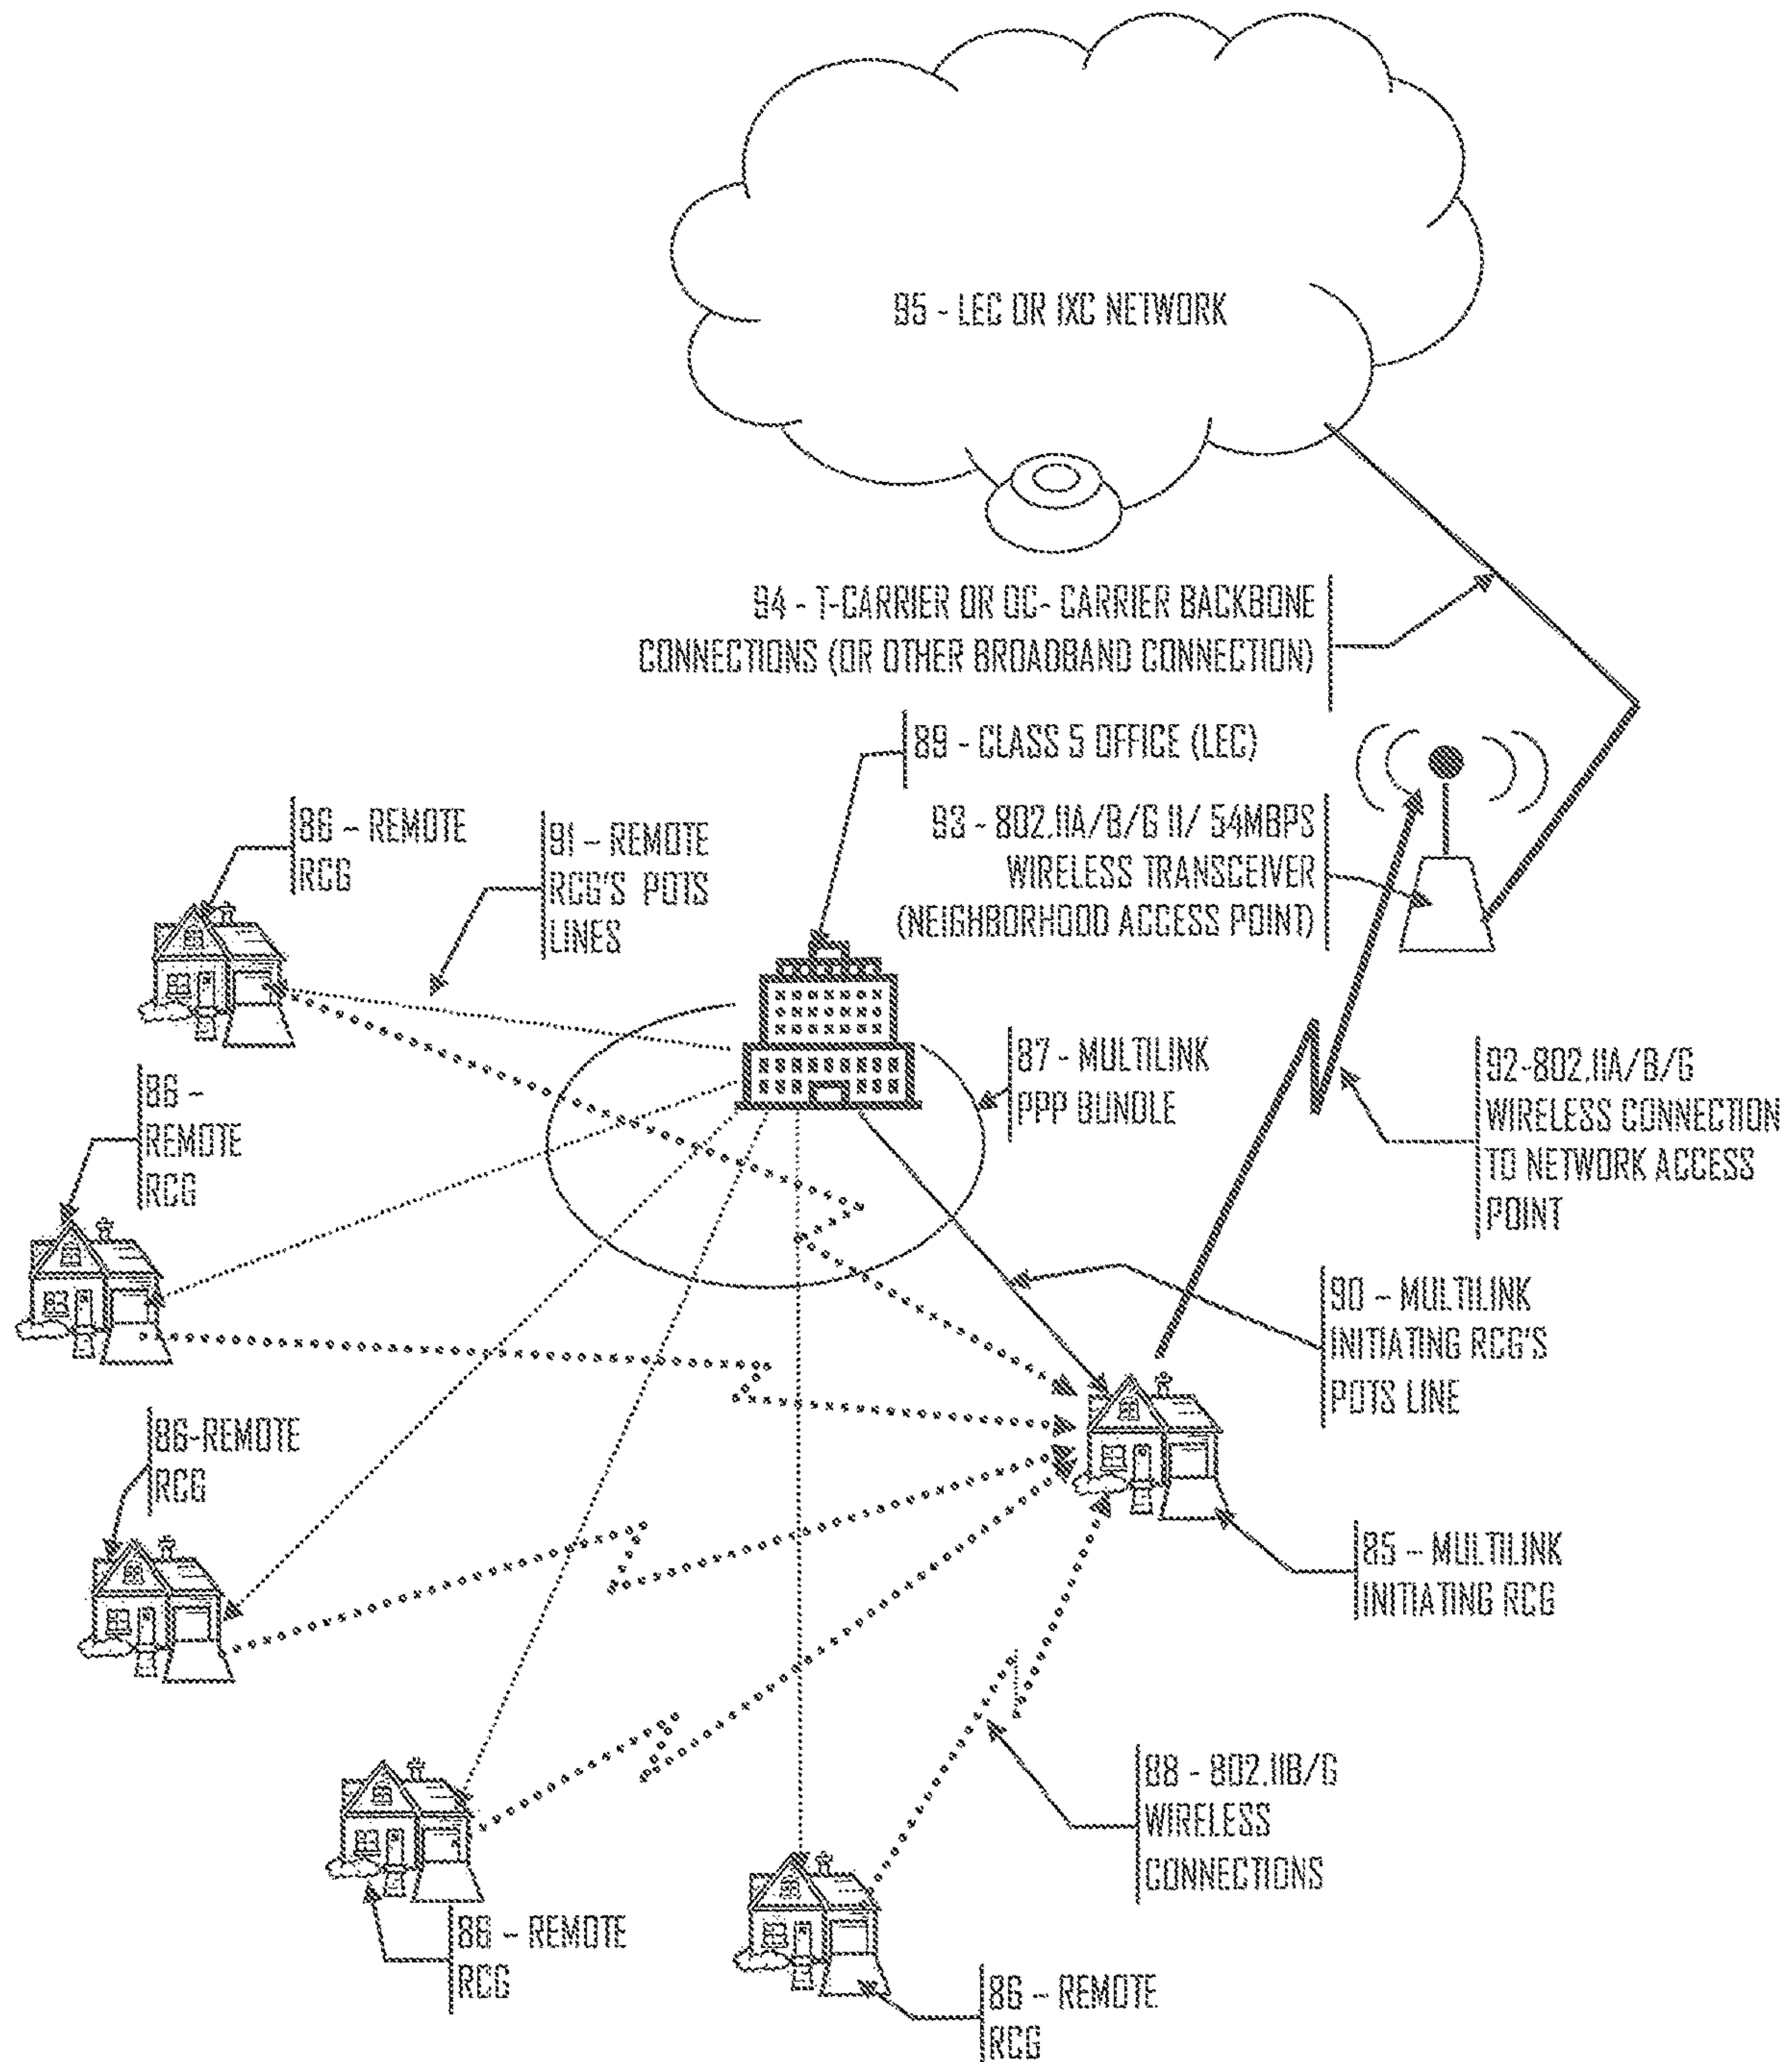 95 - LEC OR IXC NETWORK
94 - T-CARRIER OR OC- CARRIER BACKBONE
CONNECTIONS (OR OTHER BROADBAND CONNECTION)
89 - CLASS 5 OFFICE (LEC)
93 - 802.11A/B/G 11/ 54MBPS
WIRELESS TRANSCEIVER
(NEIGHBORHOOD ACCESS POINT)
86 - REMOTE
RCG
91 - REMOTE
RCG'S POTS
LINES
87 - MULTILINK
PPP BUNDLE
92-802.11A/B/G
WIRELESS CONNECTION
TO NETWORK ACCESS
POINT
86 -
REMOTE
RCG
90 - MULTILINK
INITIATING RCG'S
POTS LINE
86-REMOTE
RCG
85 - MULTILINK
INITIATING RCG
88 - 802.11B/G
WIRELESS
CONNECTIONS
86 - REMOTE
RCG
86 - REMOTE
RCG